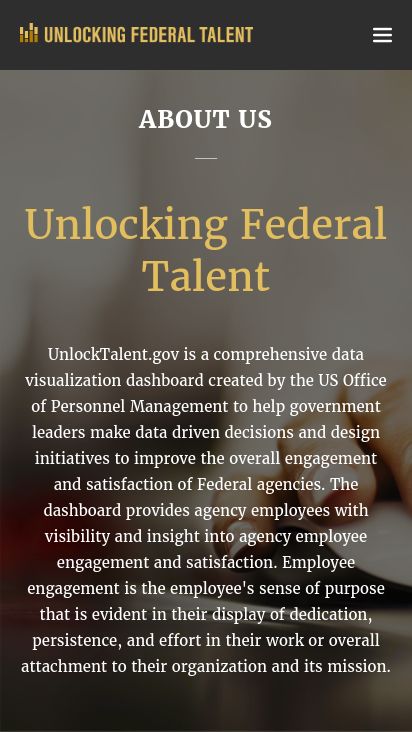 UNLOCKING FEDERAL TALENT
ABOUT US
Unlocking Federal
Talent
UnlockTalent.gov is a comprehensive data
visualization dashboard created by the US Office
of Personnel Management to help government
leaders make data driven decisions and design
initiatives to improve the overall engagement
and satisfaction of Federal agencies. The
dashboard provides agency employees with
visibility and insight into agency employee
engagement and satisfaction. Employee
engagement is the employee's sense of purpose
that is evident in their display of dedication,
persistence, and effort in their work or overall
attachment to their organization and its mission.